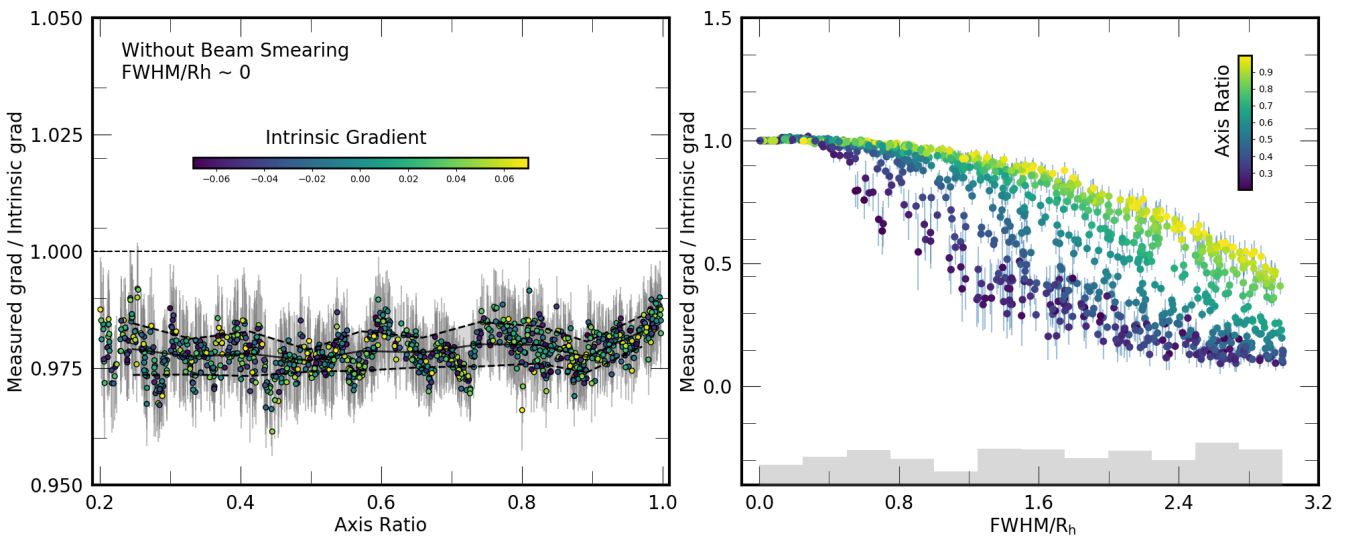 1.050
1.025
1.000
0.975
0.950
Measured grad / Intrinsic grad
Without Beam Smearing
FWHM/Rh ~ 0
Intrinsic Gradient
−0.06 −0.04 −0.02 0.00 0.02 0.04 0.06
0.2 0.4 0.6 0.8 1.0
Axis Ratio
1.5
1.0
0.5
0.0
Measured grad / Intrinsic grad
Axis Ratio
0.9
0.8
0.7
0.6
0.5
0.4
0.3
0.0 0.8 1.6 2.4 3.2
FWHM/Rh